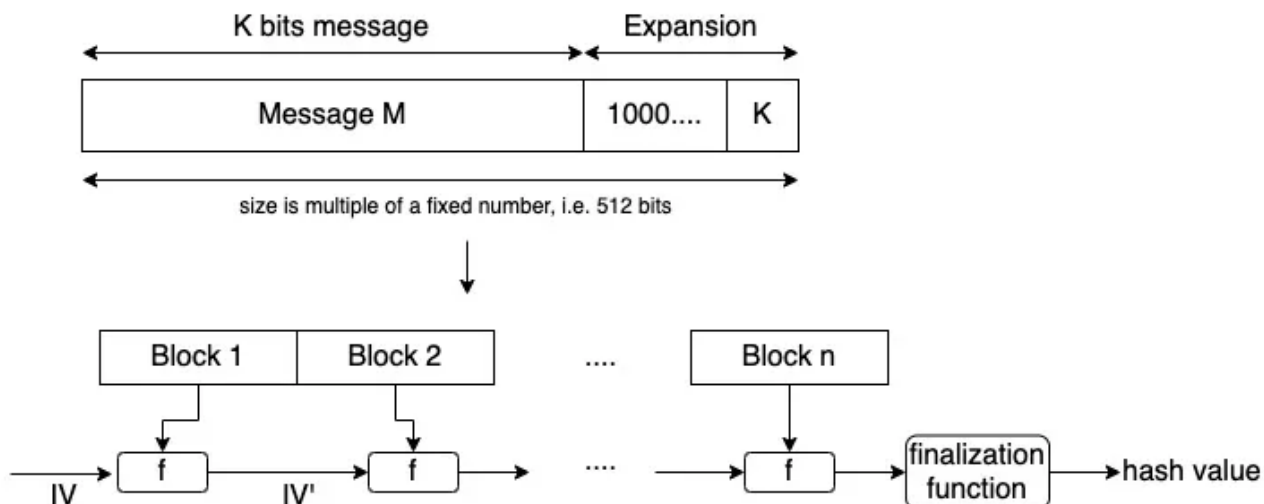 K bits message
Expansion
Message M
1000....
K
size is multiple of a fixed number, i.e. 512 bits
Block 1
Block 2
....
Block n
f
f
....
f
finalization
function
hash value
IV
IV'